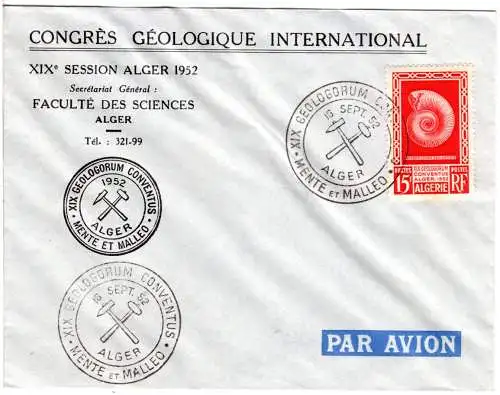 CONGRÈS GÉOLOGIQUE INTERNATIONAL
XIXe SESSION ALGER 1952
Secrétariat Général :
FACULTÉ DES SCIENCES
ALGER
Tél. : 321-99
XIX GEOLOGORUM CONVENTUS
16 SEPT. 52
ALGER
· MENTE ET MALLEO ·
15F
POSTES
XIX GEOLOGORUM
CONVENTUS
ALGER-1952
POSTES
ALGERIE
RF
XIX GEOLOGORUM CONVENTUS
1952
ALGER
· MENTE ET MALLEO ·
XIX GEOLOGORUM CONVENTUS
16 SEPT. 52
ALGER
· MENTE ET MALLEO ·
PAR AVION